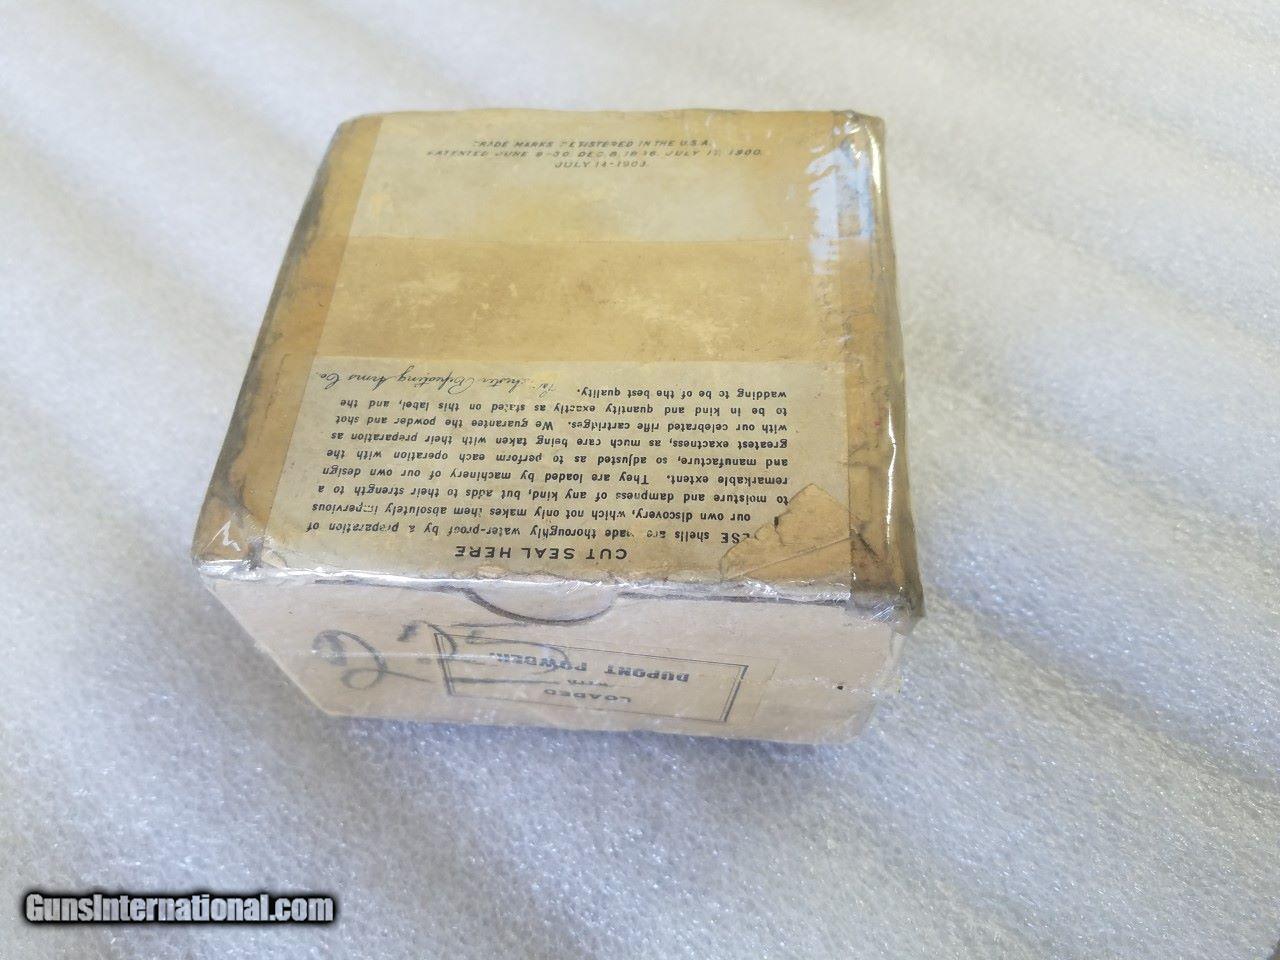 TRADE MARKS REGISTERED IN THE U.S.A.
PATENTED JUNE DEC. 8, JULY 17, 1900.
JULY 14-1903.
CUT SEAL HERE
shells are made thoroughly water-proof by a preparation of
our own discovery, which not only makes them absolutely impervious
to moisture and dampness of any kind, but adds to their strength to a
remarkable extent. They are loaded by machinery of our own design
and manufacture, so adjusted as to perform each operation with the
greatest exactness, as much care being taken with their preparation as
with our celebrated rifle cartridges. We guarantee the powder and shot
to be in kind and quantity exactly as stated on this label, and the
wadding to be of the best quality. Winchester Repeating Arms Co.
LOADED
WITH
DUPONT POWDER.
GunsInternational.com